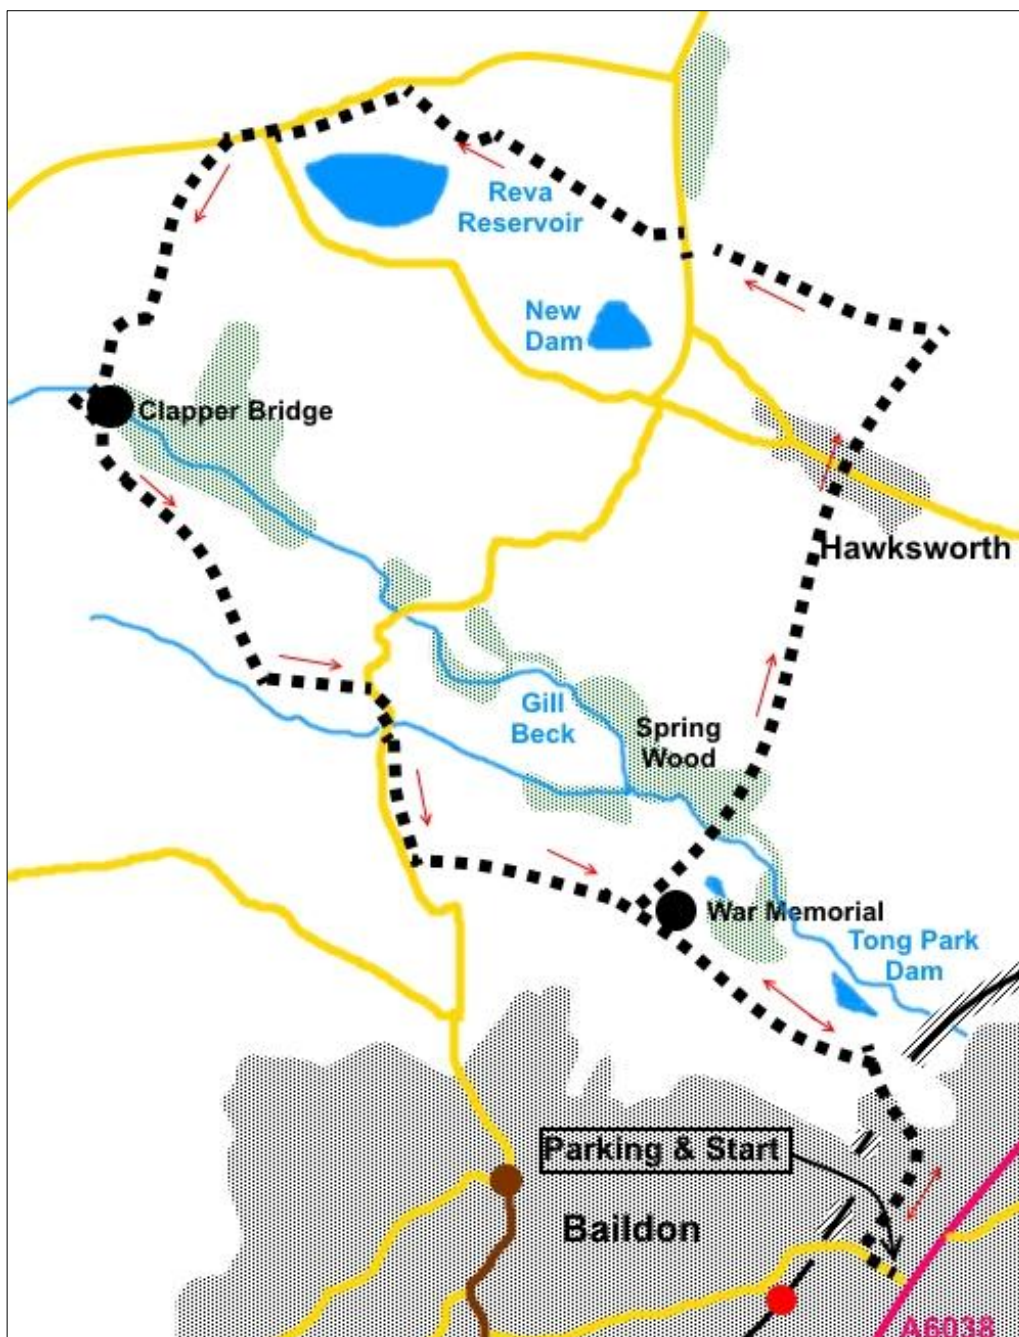 Reva
Reservoir
New
Dam
Clapper Bridge
Hawksworth
Gill
Beck
Spring
Wood
War Memorial
Tong Park
Dam
Parking & Start
Baildon
A6038